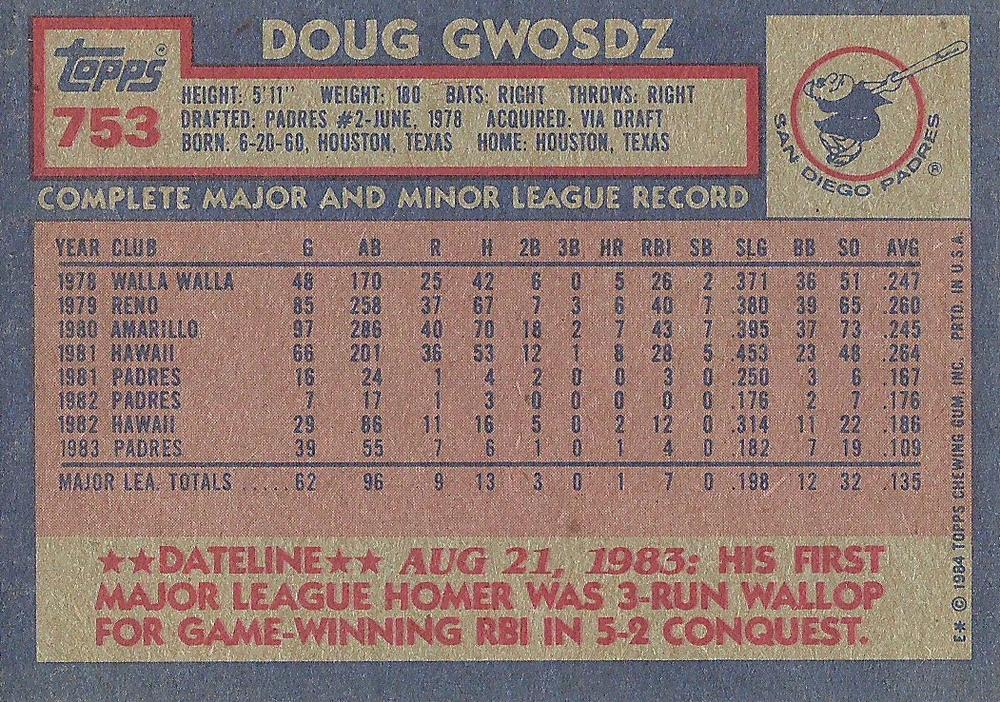 DOUG GWOSDZ
Topps®
753
HEIGHT: 5'11" WEIGHT: 180 BATS: RIGHT THROWS: RIGHT
DRAFTED: PADRES #2-JUNE, 1978 ACQUIRED: VIA DRAFT
BORN: 6-20-60, HOUSTON, TEXAS HOME: HOUSTON, TEXAS
SAN DIEGO PADRES®
COMPLETE MAJOR AND MINOR LEAGUE RECORD
YEAR CLUB G AB R H 2B 3B HR RBI SB SLG BB SO AVG
1978 WALLA WALLA 48 170 25 42 6 0 5 26 2 .371 36 51 .247
1979 RENO 85 258 37 67 7 3 6 40 7 .380 39 65 .260
1980 AMARILLO 97 286 40 70 18 2 7 43 7 .395 37 73 .245
1981 HAWAII 66 201 36 53 12 1 8 28 5 .453 23 48 .264
1981 PADRES 16 24 1 4 2 0 0 3 0 .250 3 6 .167
1982 PADRES 7 17 1 3 0 0 0 0 0 .176 2 7 .176
1982 HAWAII 29 86 11 16 5 0 2 12 0 .314 11 22 .186
1983 PADRES 39 55 7 6 1 0 1 4 0 .182 7 19 .109
MAJOR LEA. TOTALS ......62 96 9 13 3 0 1 7 0 .198 12 32 .135
★★DATELINE★★ AUG 21, 1983: HIS FIRST
MAJOR LEAGUE HOMER WAS 3-RUN WALLOP
FOR GAME-WINNING RBI IN 5-2 CONQUEST.
E* © 1984 TOPPS CHEWING GUM, INC. PRTD. IN U.S.A.